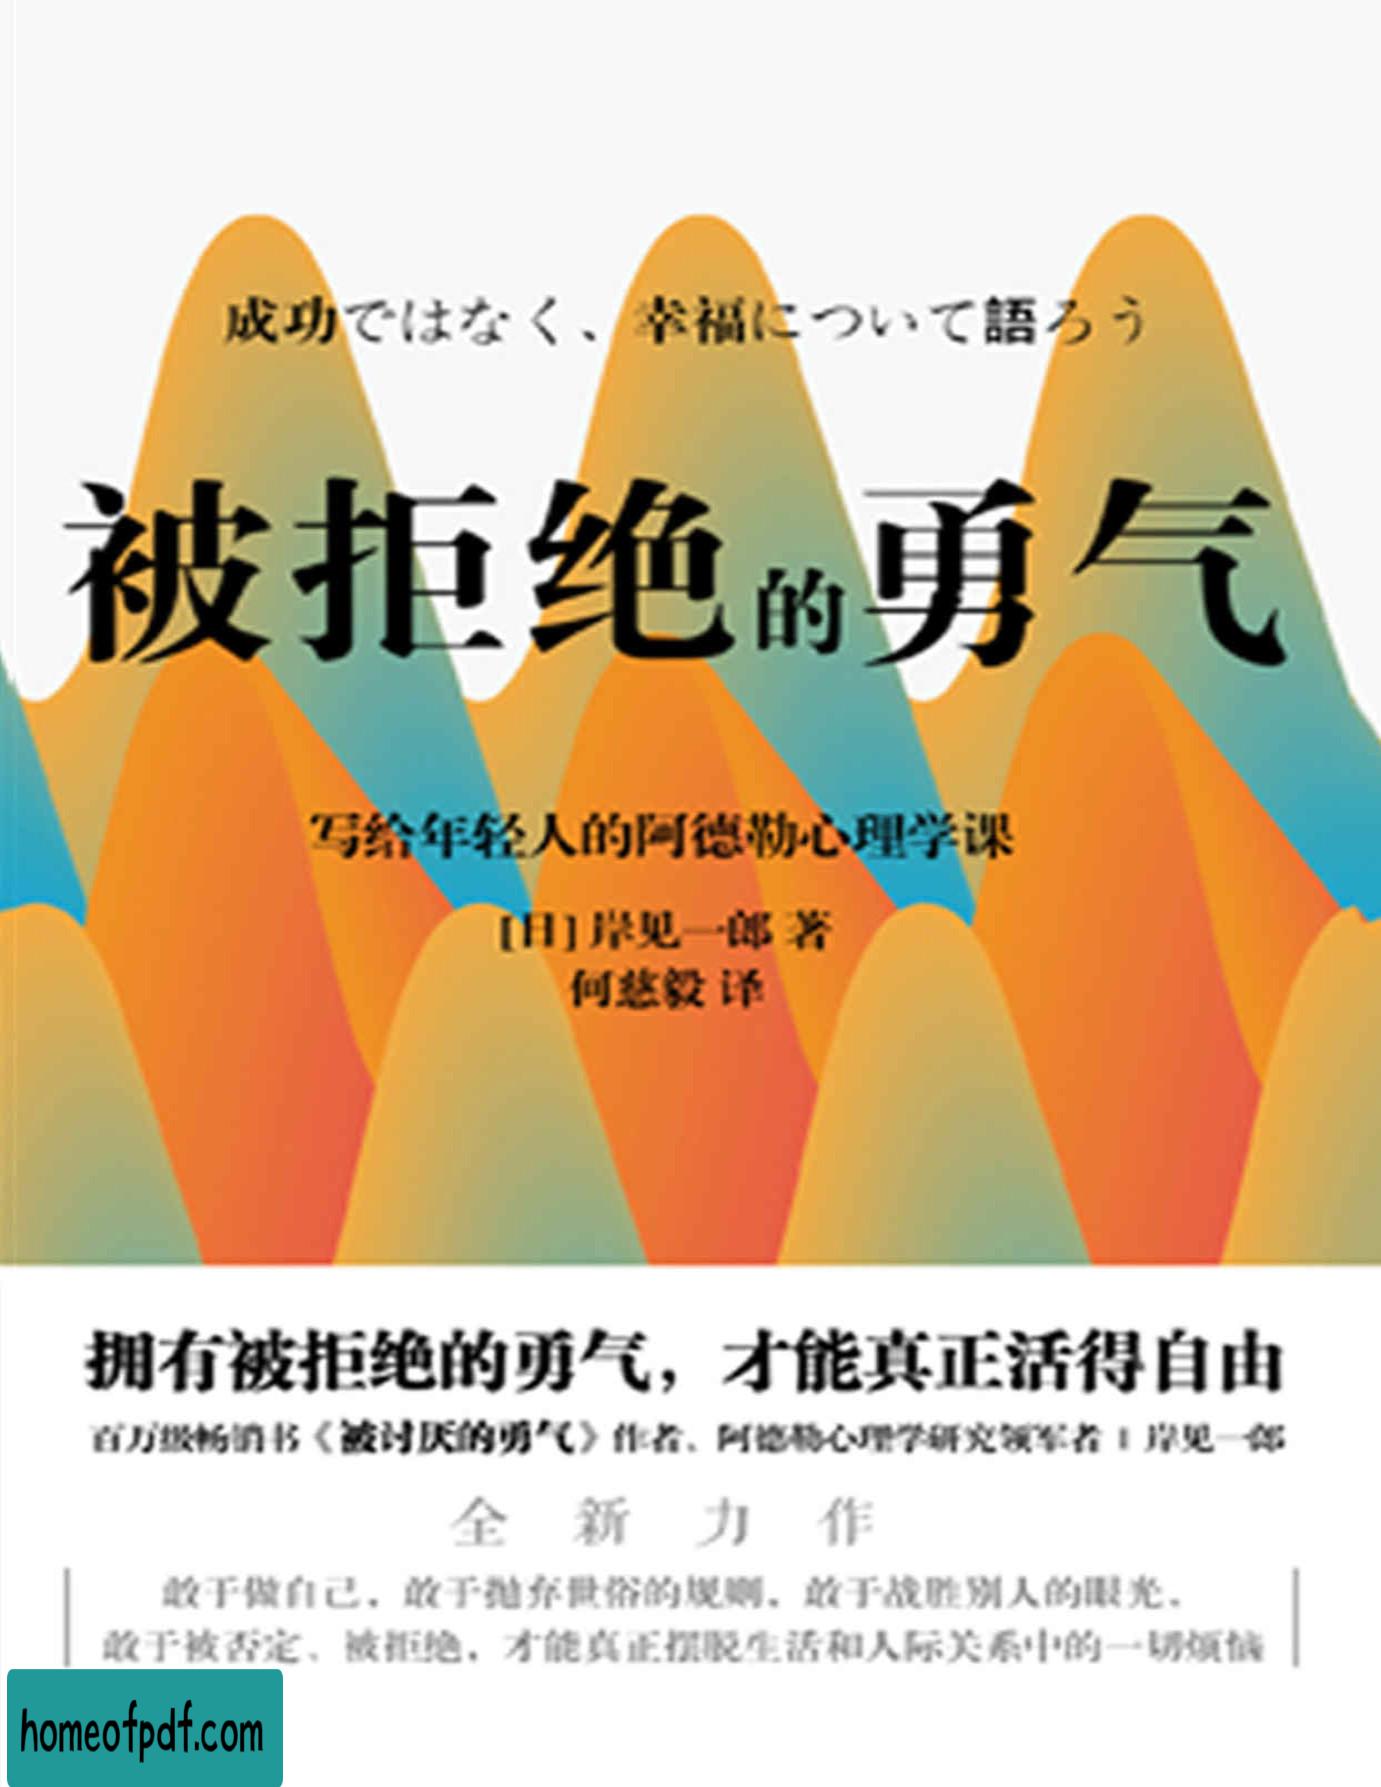 成功ではなく、幸福について語ろう
被拒绝的勇气
写给年轻人的阿德勒心理学课
[日] 岸见一郎 著
何慈毅 译
拥有被拒绝的勇气，才能真正活得自由
百万级畅销书《被讨厌的勇气》作者、阿德勒心理学研究领军者 | 岸见一郎
全新力作
敢于做自己，敢于抛弃世俗的规则，敢于战胜别人的眼光，
敢于被否定、被拒绝，才能真正摆脱生活和人际关系中的一切烦恼
homeofpdf.com